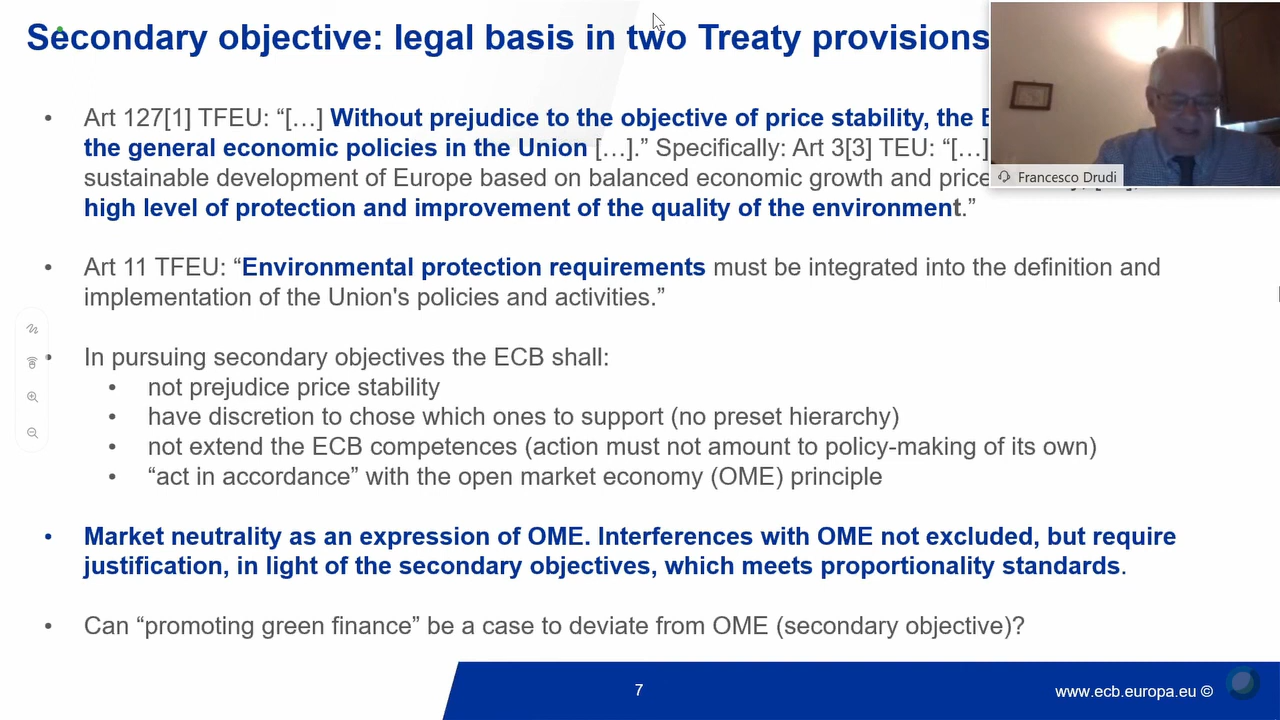 Secondary objective: legal basis in two Treaty provisions
• Art 127[1] TFEU: “[…] Without prejudice to the objective of price stability, the
the general economic policies in the Union […].” Specifically: Art 3[3] TEU: “[…]
sustainable development of Europe based on balanced economic growth and price
high level of protection and improvement of the quality of the environment.”
Francesco Drudi
• Art 11 TFEU: “Environmental protection requirements must be integrated into the definition and
implementation of the Union's policies and activities.”
• In pursuing secondary objectives the ECB shall:
• not prejudice price stability
• have discretion to chose which ones to support (no preset hierarchy)
• not extend the ECB competences (action must not amount to policy-making of its own)
• “act in accordance” with the open market economy (OME) principle
• Market neutrality as an expression of OME. Interferences with OME not excluded, but require
justification, in light of the secondary objectives, which meets proportionality standards.
• Can “promoting green finance” be a case to deviate from OME (secondary objective)?
7
www.ecb.europa.eu ©